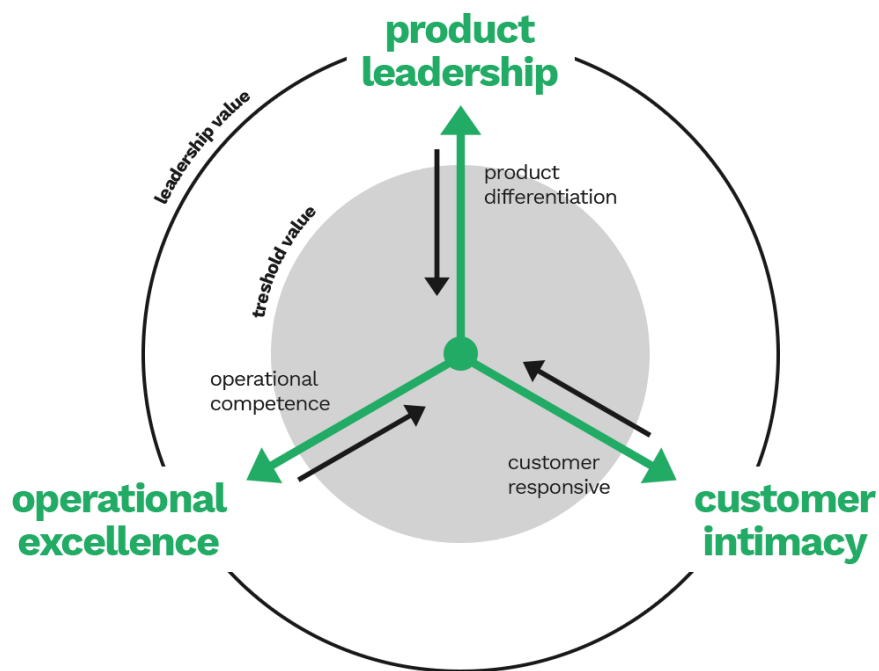 product
leadership
leadership value
product
differentiation
treshold value
operational
competence
customer
responsive
operational
excellence
customer
intimacy